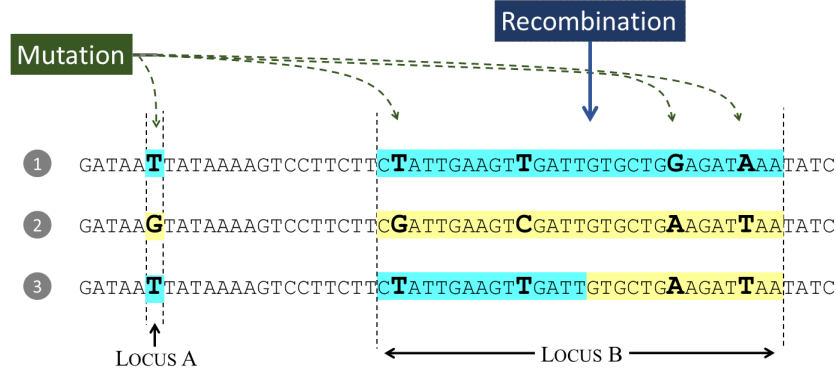 Recombination
Mutation
1 GATAATTATAAAAGTCCTTCTTCTATTGAAGTTGATTGTGCTGGAGATAAATATC
2 GATAAGTATAAAAGTCCTTCTTCGATTGAAGTCGATTGTGCTGAAGATTAATATC
3 GATAATTATAAAAGTCCTTCTTCTATTGAAGTTGATTGTGCTGAAGATTAATATC
LOCUS A LOCUS B